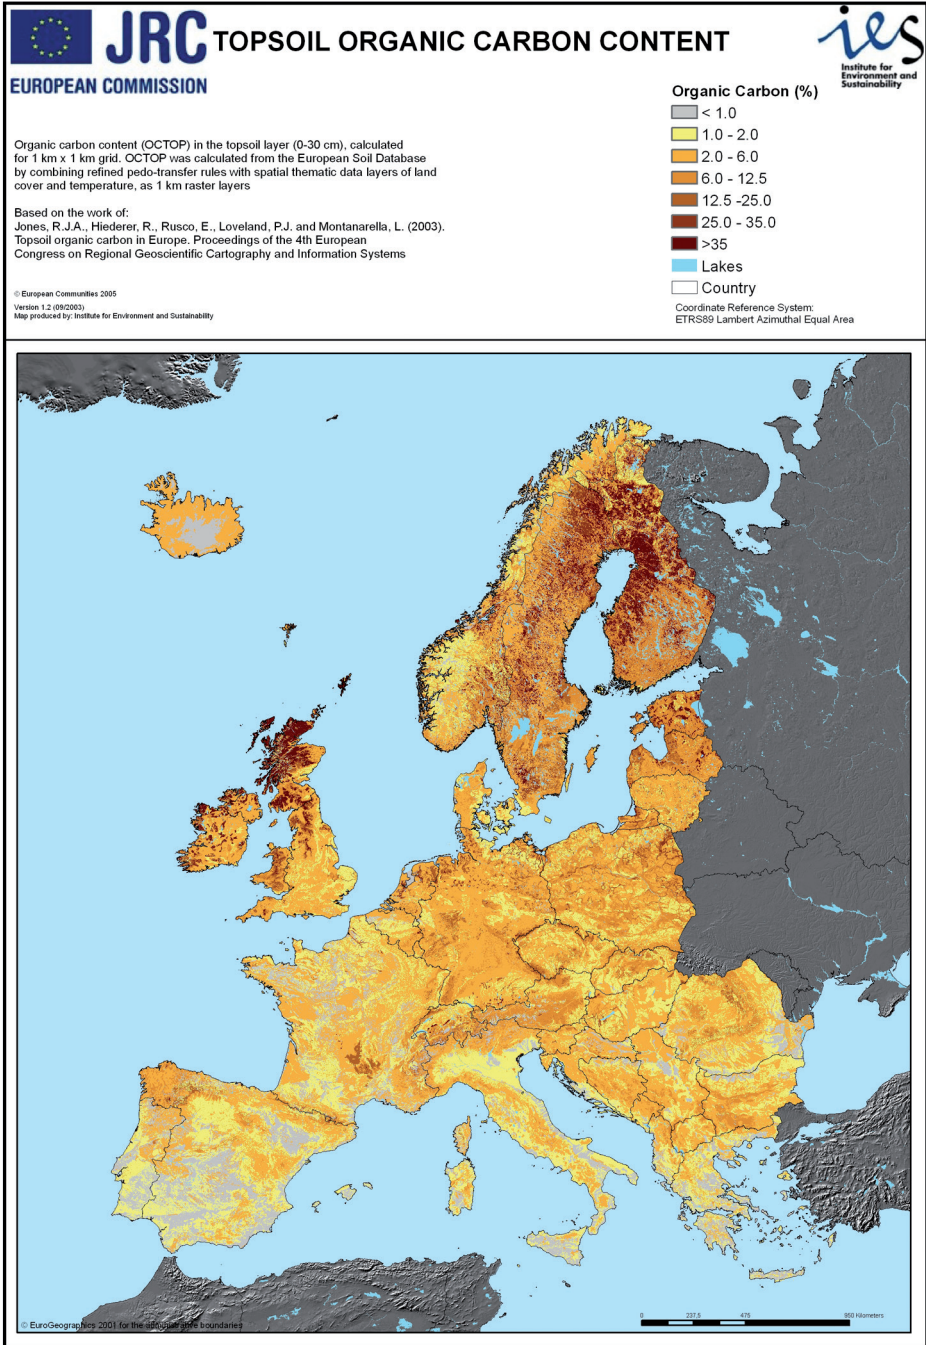 JRC
EUROPEAN COMMISSION
TOPSOIL ORGANIC CARBON CONTENT
ies
Institute for
Environment and
Sustainability
Organic carbon content (OCTOP) in the topsoil layer (0-30 cm), calculated
for 1 km x 1 km grid. OCTOP was calculated from the European Soil Database
by combining refined pedo-transfer rules with spatial thematic data layers of land
cover and temperature, as 1 km raster layers
Based on the work of:
Jones, R.J.A., Hiederer, R., Rusco, E., Loveland, P.J. and Montanarella, L. (2003).
Topsoil organic carbon in Europe. Proceedings of the 4th European
Congress on Regional Geoscientific Cartography and Information Systems
© European Communities 2005
Version 1.2 (09/2003)
Map produced by: Institute for Environment and Sustainability
Organic Carbon (%)
< 1.0
1.0 - 2.0
2.0 - 6.0
6.0 - 12.5
12.5 -25.0
25.0 - 35.0
>35
Lakes
Country
Coordinate Reference System:
ETRS89 Lambert Azimuthal Equal Area
0 237,5 475 950 Kilometers
© EuroGeographics 2001 for the administrative boundaries